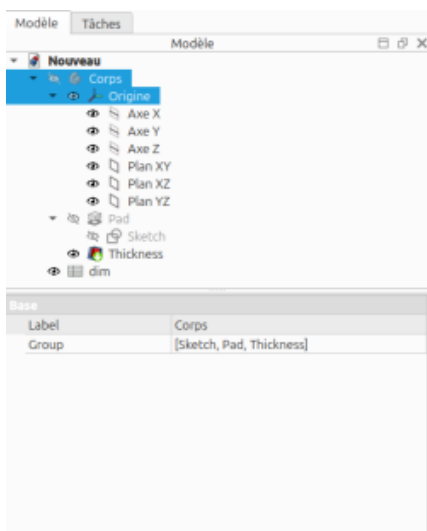 Modèle Tâches
Modèle
Nouveau
Corps
Origine
Axe X
Axe Y
Axe Z
Plan XY
Plan XZ
Plan YZ
Pad
Sketch
Thickness
dim
Base
Label Corps
Group [Sketch, Pad, Thickness]